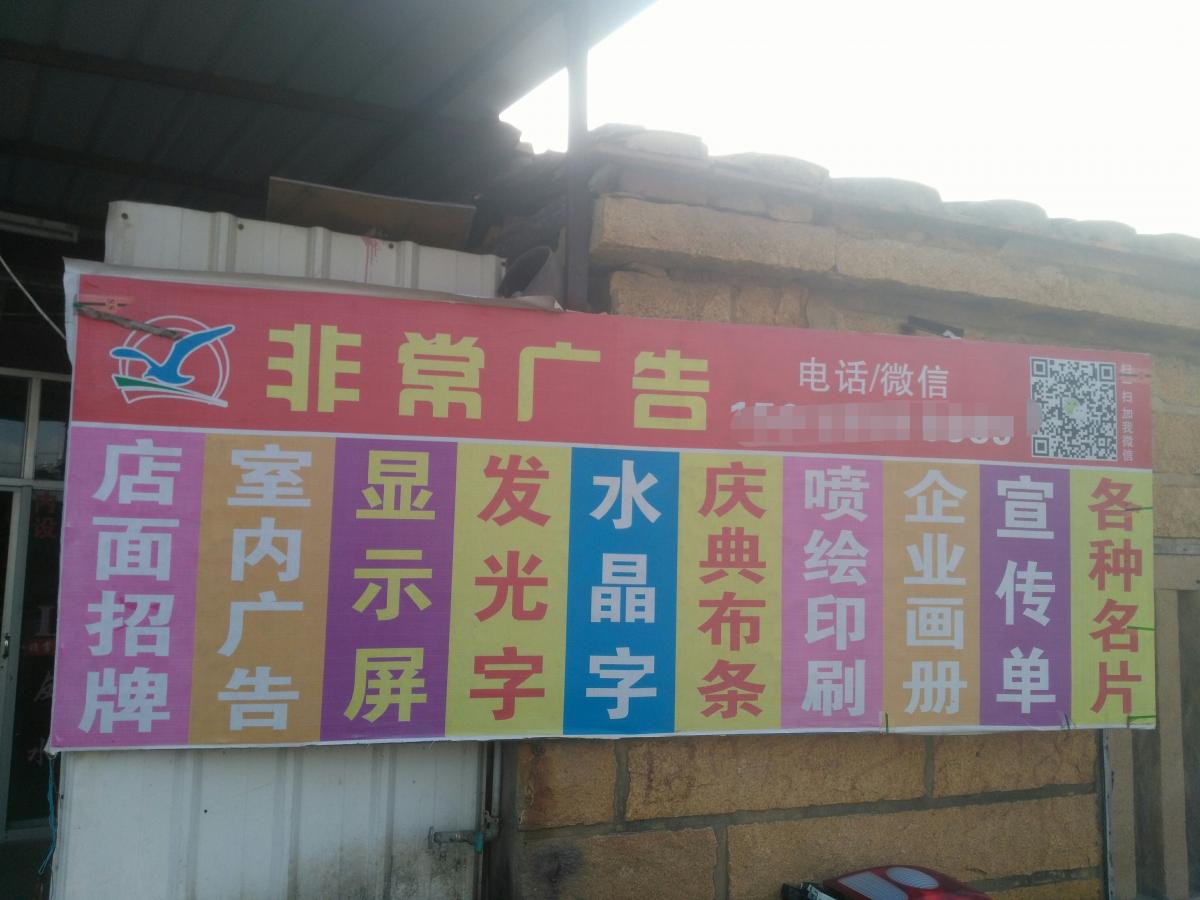 非常广告
电话/微信
扫一扫加我微信
店面招牌
室内广告
显示屏
发光字
水晶字
庆典布条
喷绘印刷
企业画册
宣传单
各种名片